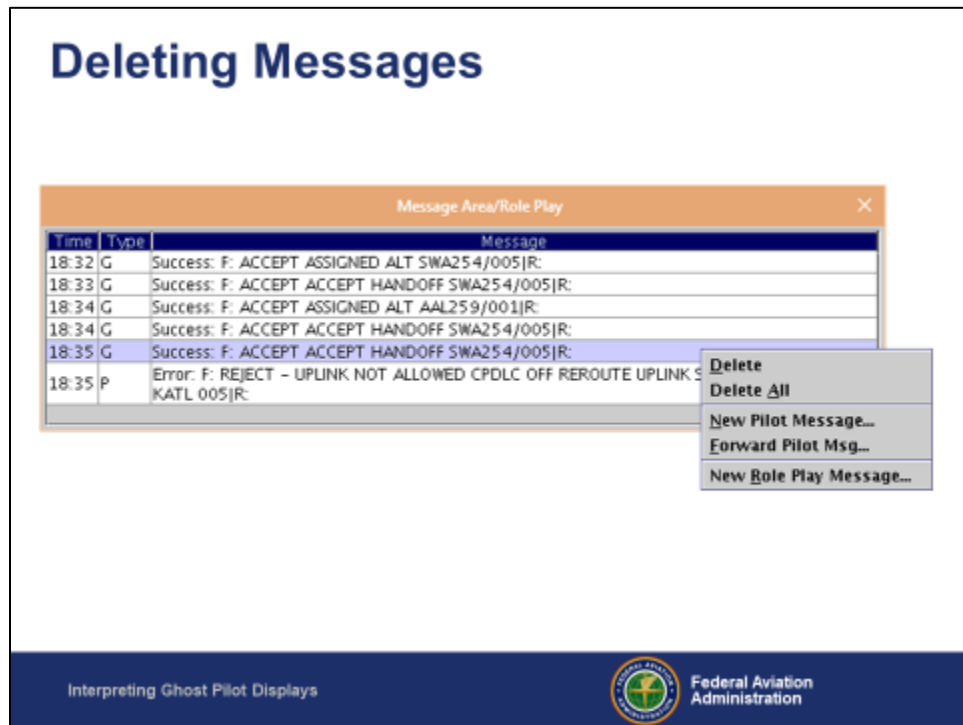 Deleting Messages
Message Area/Role Play
Time Type Message
18:32 G Success: F: ACCEPT ASSIGNED ALT SWA254/005|R:
18:33 G Success: F: ACCEPT ACCEPT HANDOFF SWA254/005|R:
18:34 G Success: F: ACCEPT ASSIGNED ALT AAL259/001|R:
18:34 G Success: F: ACCEPT ACCEPT HANDOFF SWA254/005|R:
18:35 G Success: F: ACCEPT ACCEPT HANDOFF SWA254/005|R:
18:35 P Error: F: REJECT – UPLINK NOT ALLOWED CPDLC OFF REROUTE UPLINK
KATL 005|R:
Delete
Delete All
New Pilot Message...
Forward Pilot Msg...
New Role Play Message...
Interpreting Ghost Pilot Displays
Federal Aviation
Administration